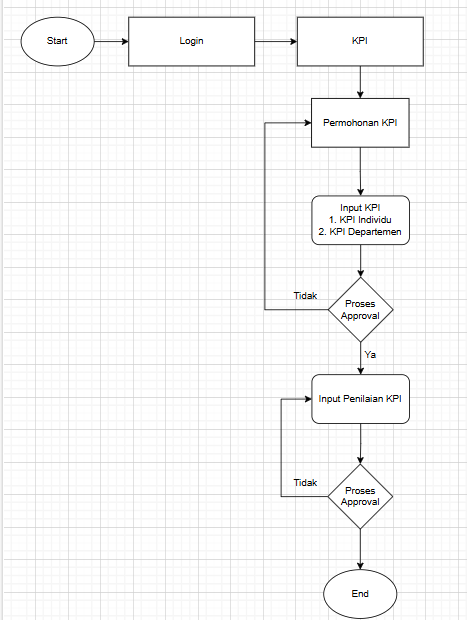 Start
Login
KPI
Permohonan KPI
Input KPI
1. KPI Individu
2. KPI Departemen
Tidak
Proses
Approval
Ya
Input Penilaian KPI
Tidak
Proses
Approval
End